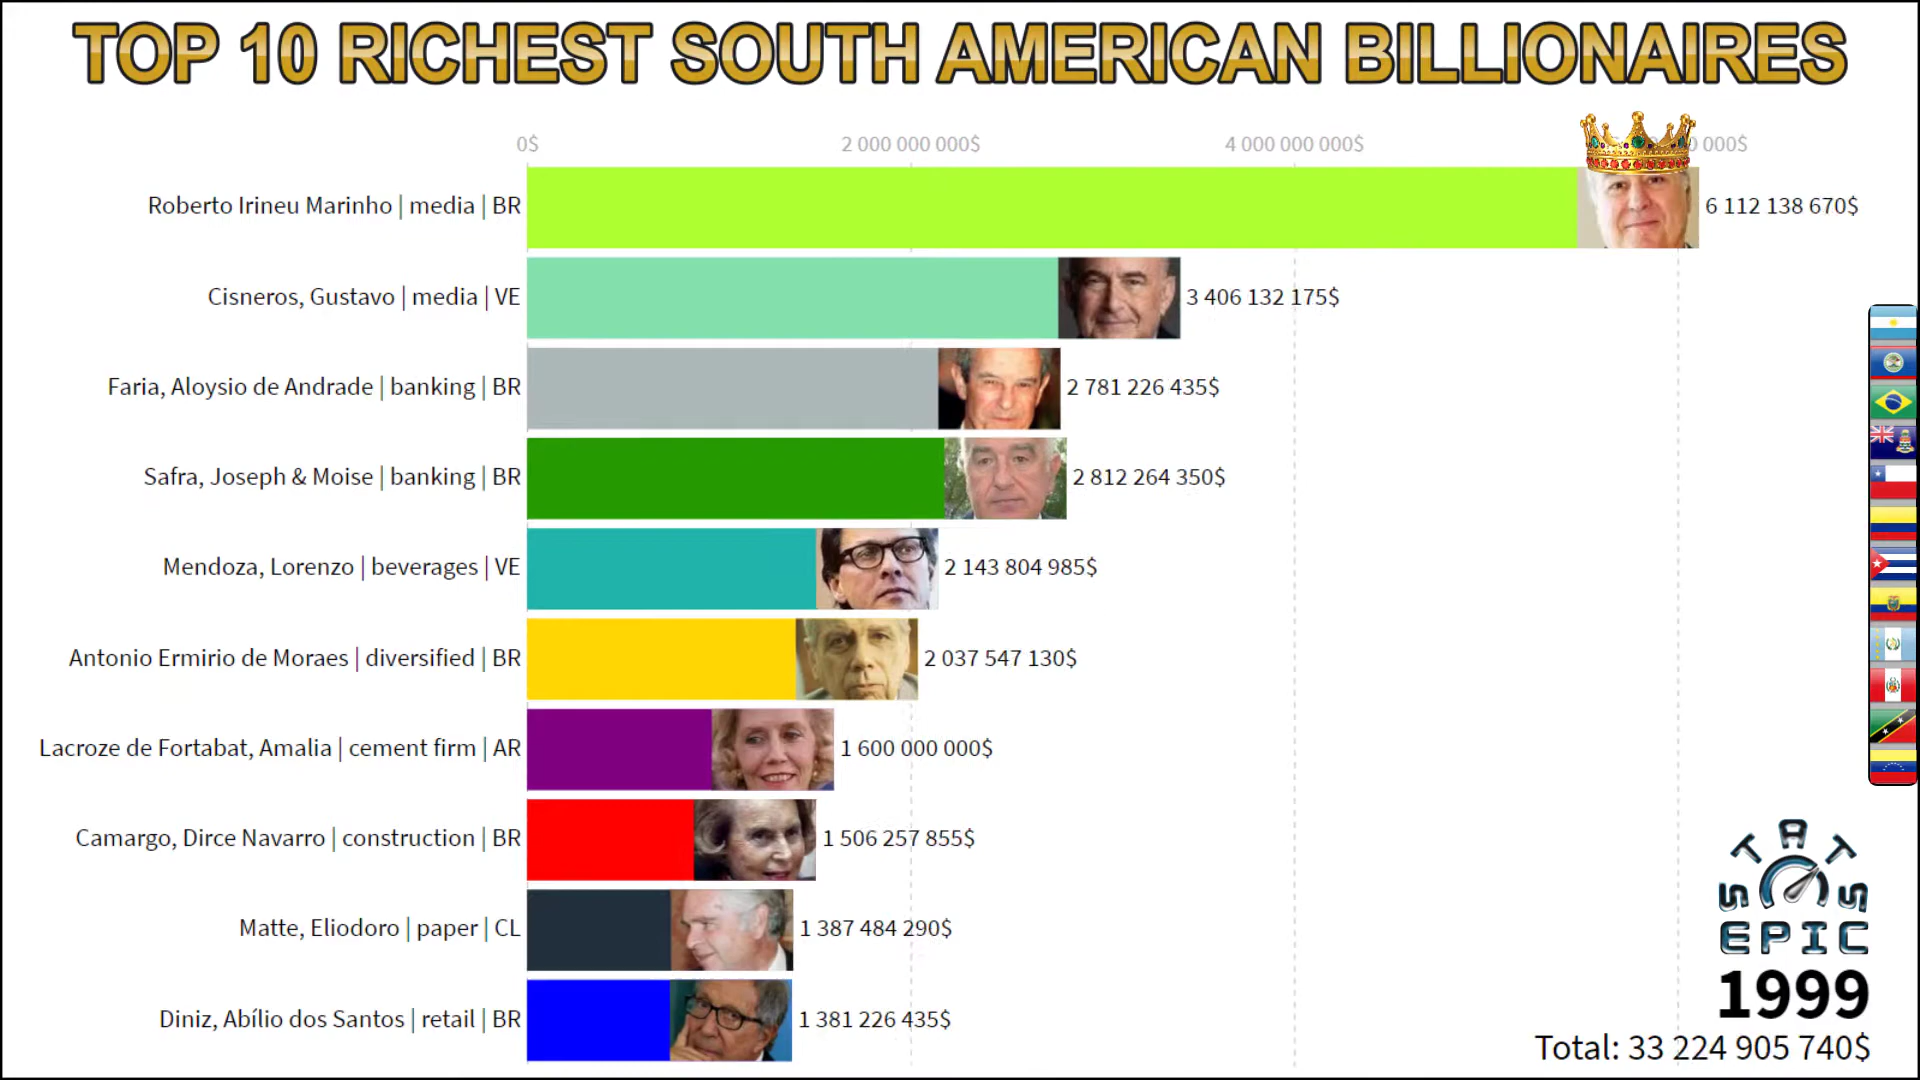 TOP 10 RICHEST SOUTH AMERICAN BILLIONAIRES
0$ 2 000 000 000$ 4 000 000 000$ 000$
Roberto Irineu Marinho | media | BR 6 112 138 670$
Cisneros, Gustavo | media | VE 3 406 132 175$
Faria, Aloysio de Andrade | banking | BR 2 781 226 435$
Safra, Joseph & Moise | banking | BR 2 812 264 350$
Mendoza, Lorenzo | beverages | VE 2 143 804 985$
Antonio Ermirio de Moraes | diversified | BR 2 037 547 130$
Lacroze de Fortabat, Amalia | cement firm | AR 1 600 000 000$
Camargo, Dirce Navarro | construction | BR 1 506 257 855$
Matte, Eliodoro | paper | CL 1 387 484 290$
Diniz, Abílio dos Santos | retail | BR 1 381 226 435$
STATS
EPIC
1999
Total: 33 224 905 740$